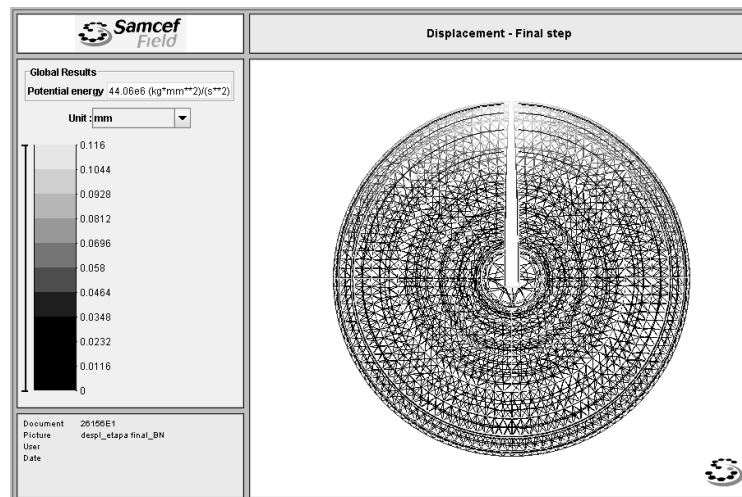 Samcef
Field
Displacement - Final step
Global Results
Potential energy 44.06e6 (kg*mm**2)/(s**2)
Unit : mm
0.116
0.1044
0.0928
0.0812
0.0696
0.058
0.0464
0.0348
0.0232
0.0116
0
Document 26156E1
Picture despl_etapa final_BN
User
Date